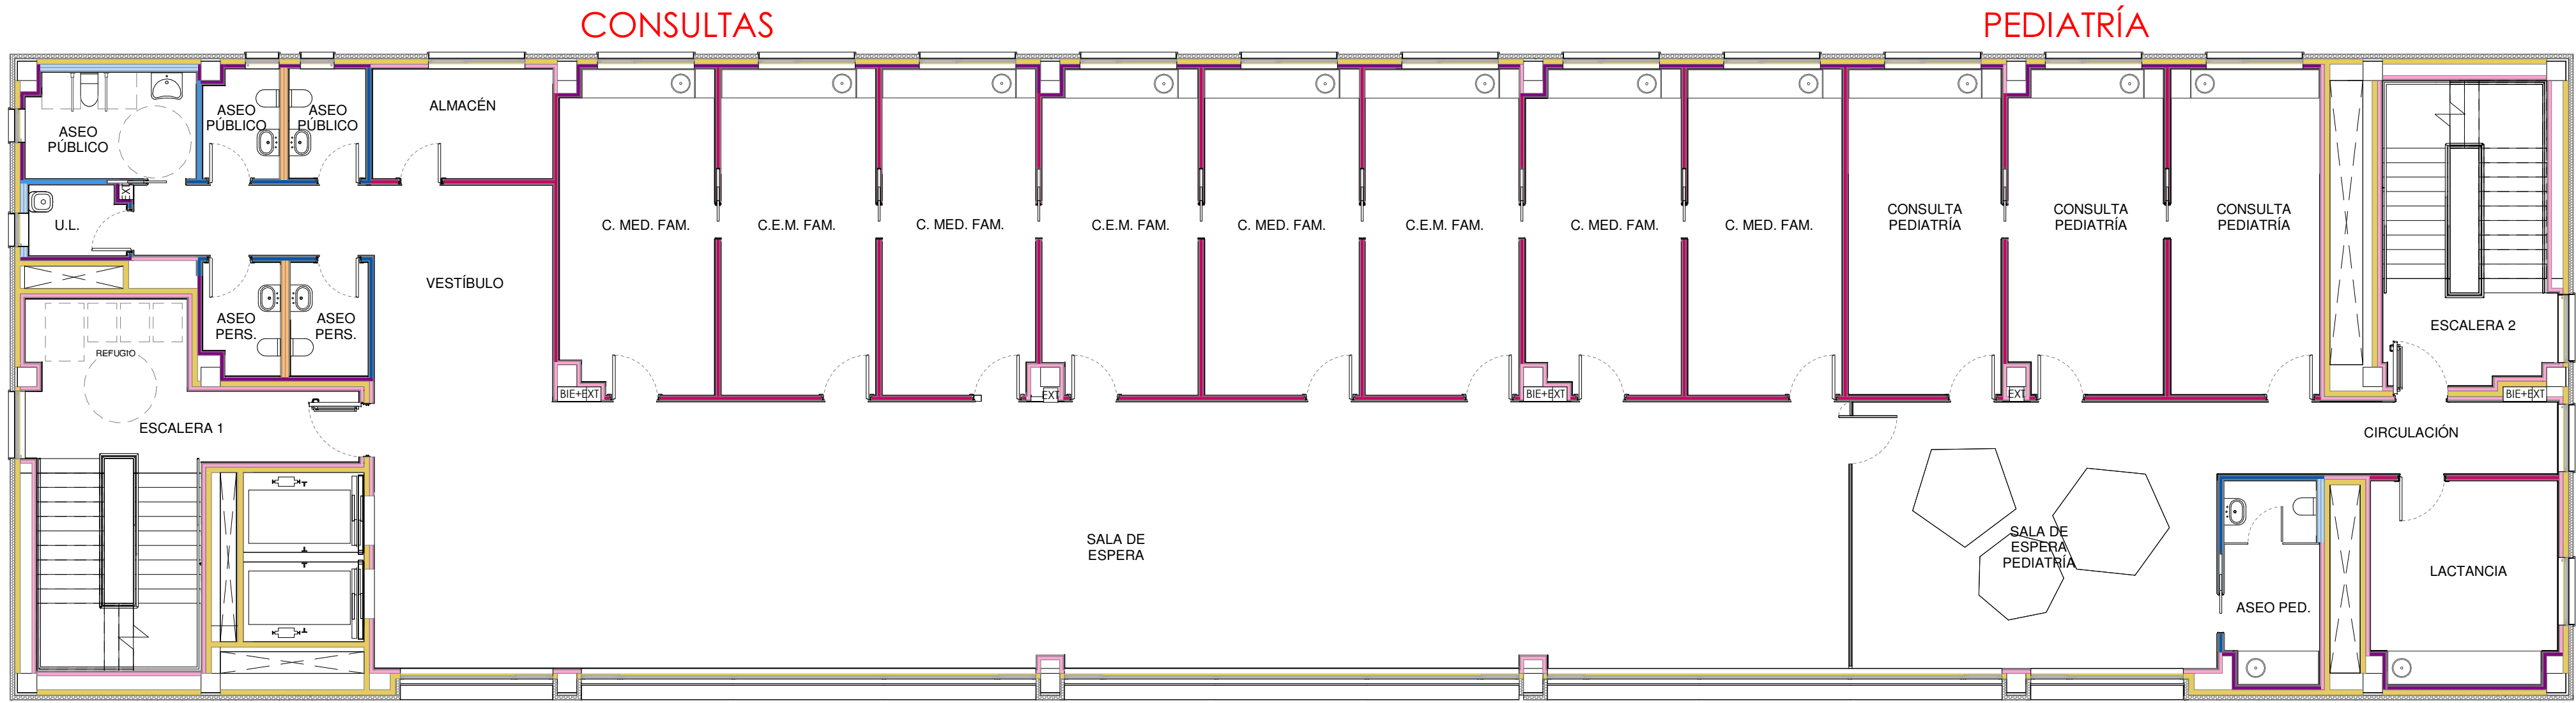 CONSULTAS
PEDIATRÍA
ASEO
PÚBLICO
ASEO
PÚBLICO
ASEO
PÚBLICO
ALMACÉN
EXT
U.L.
VESTÍBULO
C. MED. FAM.
C.E.M. FAM.
C. MED. FAM.
C.E.M. FAM.
C. MED. FAM.
C.E.M. FAM.
C. MED. FAM.
C. MED. FAM.
CONSULTA
PEDIATRÍA
CONSULTA
PEDIATRÍA
CONSULTA
PEDIATRÍA
ASEO
PERS.
ASEO
PERS.
REFUGIO
ESCALERA 2
BIE+EXT
EXT
BIE+EXT
EXT
BIE+EXT
ESCALERA 1
CIRCULACIÓN
SALA DE
ESPERA
SALA DE
ESPERA
PEDIATRÍA
LACTANCIA
ASEO PED.